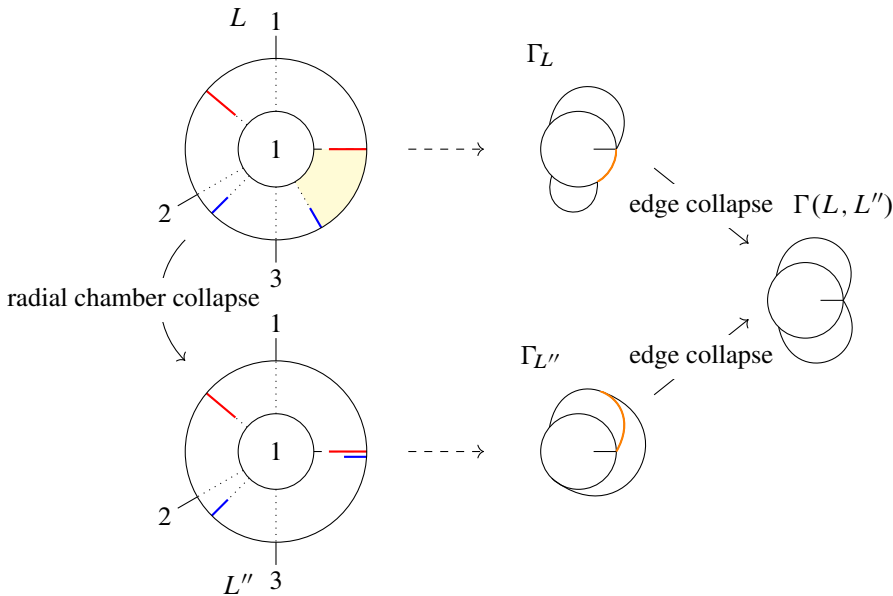 L
1
Γ_L
1
2
3
edge collapse
Γ(L, L″)
radial chamber collapse
1
Γ_{L″}
edge collapse
1
2
L″
3